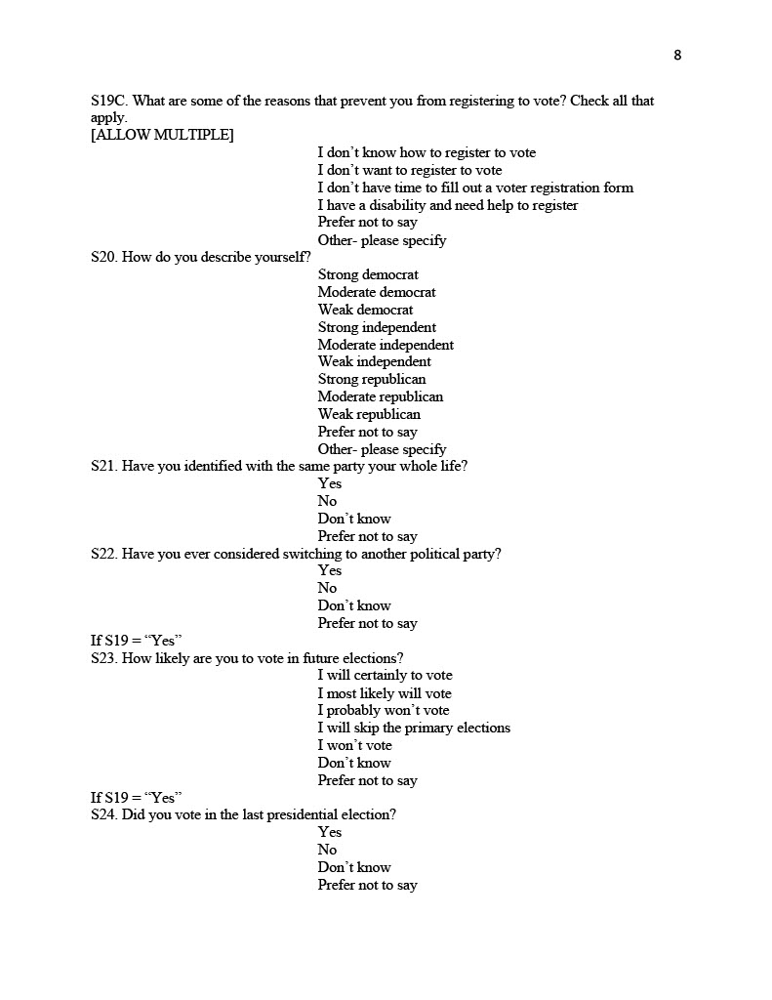 8
S19C. What are some of the reasons that prevent you from registering to vote? Check all that
apply.
[ALLOW MULTIPLE]
I don’t know how to register to vote
I don’t want to register to vote
I don’t have time to fill out a voter registration form
I have a disability and need help to register
Prefer not to say
Other- please specify
S20. How do you describe yourself?
Strong democrat
Moderate democrat
Weak democrat
Strong independent
Moderate independent
Weak independent
Strong republican
Moderate republican
Weak republican
Prefer not to say
Other- please specify
S21. Have you identified with the same party your whole life?
Yes
No
Don’t know
Prefer not to say
S22. Have you ever considered switching to another political party?
Yes
No
Don’t know
Prefer not to say
If S19 = “Yes”
S23. How likely are you to vote in future elections?
I will certainly to vote
I most likely will vote
I probably won’t vote
I will skip the primary elections
I won’t vote
Don’t know
Prefer not to say
If S19 = “Yes”
S24. Did you vote in the last presidential election?
Yes
No
Don’t know
Prefer not to say